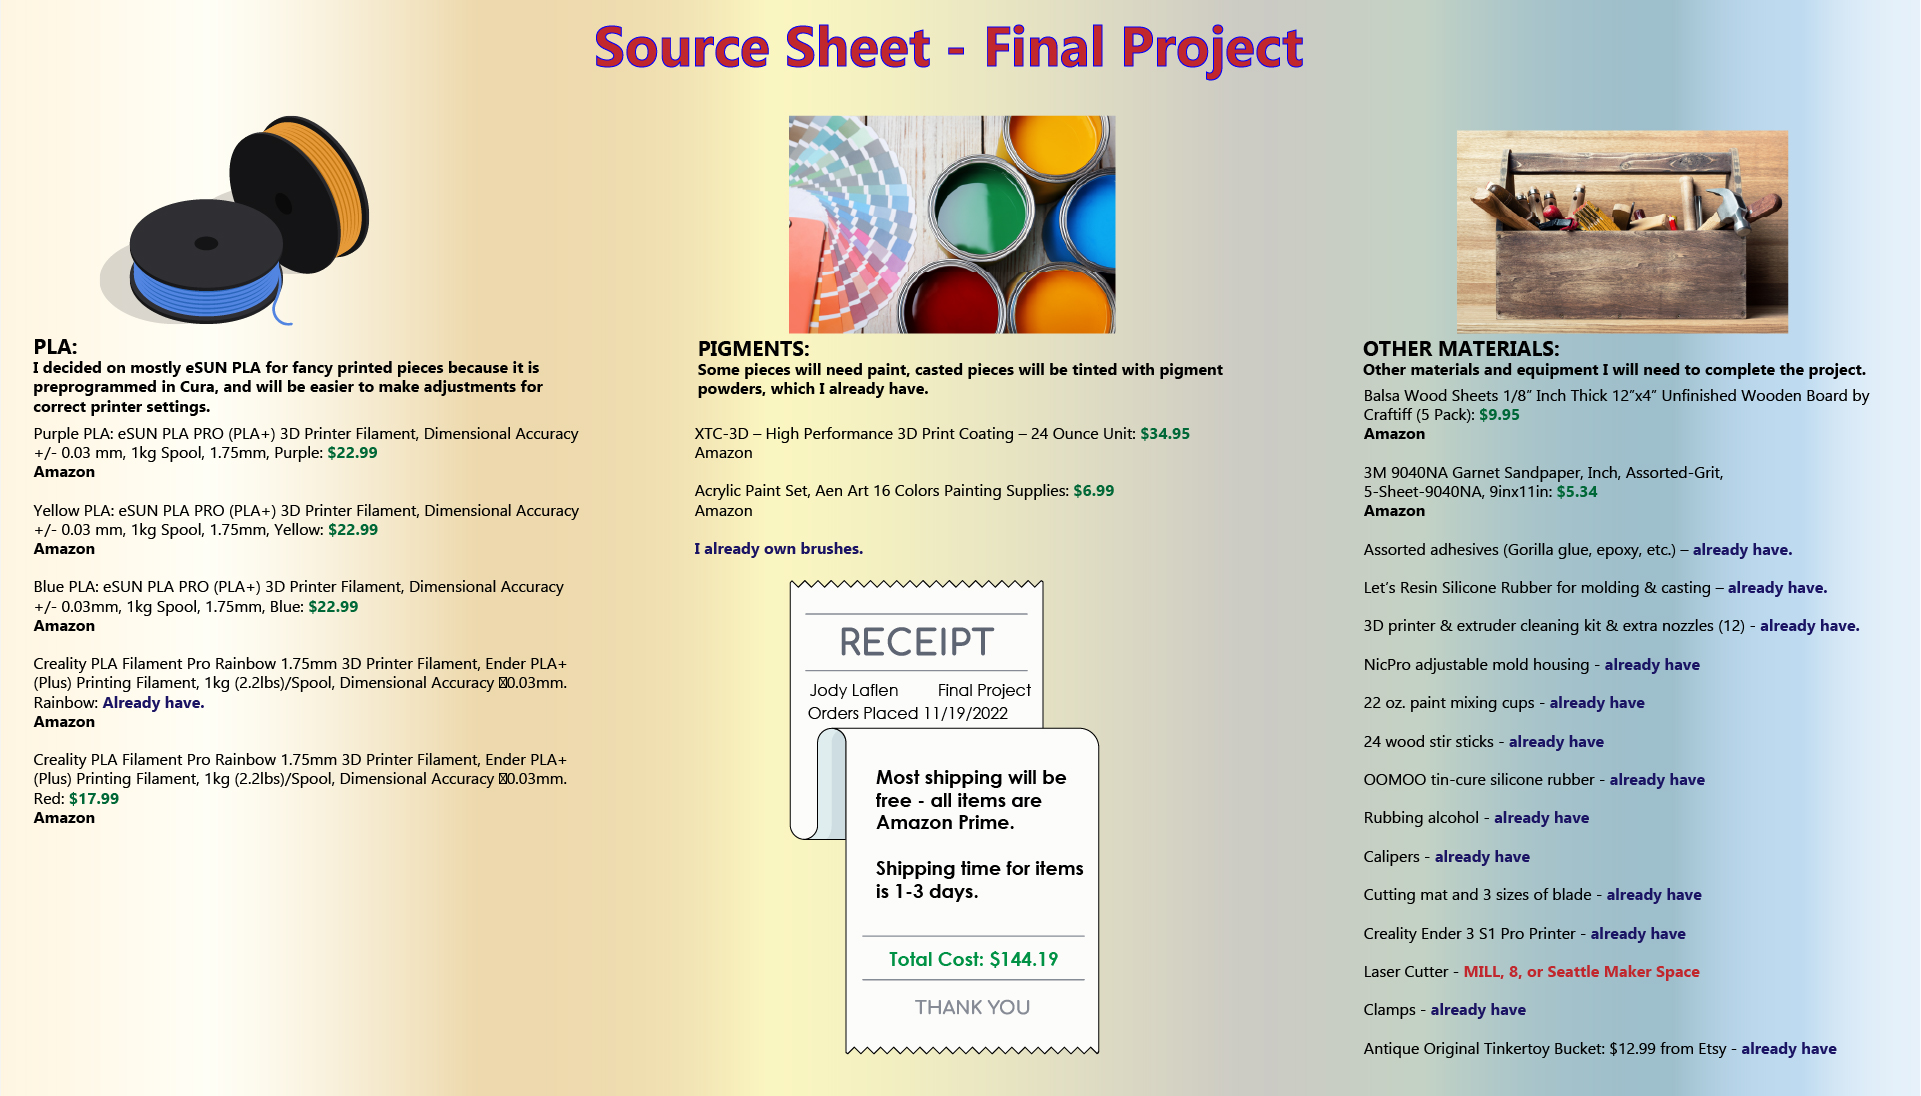 Source Sheet - Final Project
PLA:
I decided on mostly eSUN PLA for fancy printed pieces because it is
preprogrammed in Cura, and will be easier to make adjustments for
correct printer settings.
Purple PLA: eSUN PLA PRO (PLA+) 3D Printer Filament, Dimensional Accuracy
+/- 0.03 mm, 1kg Spool, 1.75mm, Purple: $22.99
Amazon
Yellow PLA: eSUN PLA PRO (PLA+) 3D Printer Filament, Dimensional Accuracy
+/- 0.03 mm, 1kg Spool, 1.75mm, Yellow: $22.99
Amazon
Blue PLA: eSUN PLA PRO (PLA+) 3D Printer Filament, Dimensional Accuracy
+/- 0.03mm, 1kg Spool, 1.75mm, Blue: $22.99
Amazon
Creality PLA Filament Pro Rainbow 1.75mm 3D Printer Filament, Ender PLA+
(Plus) Printing Filament, 1kg (2.2lbs)/Spool, Dimensional Accuracy 0.03mm.
Rainbow: Already have.
Amazon
Creality PLA Filament Pro Rainbow 1.75mm 3D Printer Filament, Ender PLA+
(Plus) Printing Filament, 1kg (2.2lbs)/Spool, Dimensional Accuracy 0.03mm.
Red: $17.99
Amazon
PIGMENTS:
Some pieces will need paint, casted pieces will be tinted with pigment
powders, which I already have.
XTC-3D – High Performance 3D Print Coating – 24 Ounce Unit: $34.95
Amazon
Acrylic Paint Set, Aen Art 16 Colors Painting Supplies: $6.99
Amazon
I already own brushes.
RECEIPT
Jody Laflen Final Project
Orders Placed 11/19/2022
Most shipping will be
free - all items are
Amazon Prime.
Shipping time for items
is 1-3 days.
Total Cost: $144.19
THANK YOU
OTHER MATERIALS:
Other materials and equipment I will need to complete the project.
Balsa Wood Sheets 1/8” Inch Thick 12”x4” Unfinished Wooden Board by
Craftiff (5 Pack): $9.95
Amazon
3M 9040NA Garnet Sandpaper, Inch, Assorted-Grit,
5-Sheet-9040NA, 9inx11in: $5.34
Amazon
Assorted adhesives (Gorilla glue, epoxy, etc.) – already have.
Let’s Resin Silicone Rubber for molding & casting – already have.
3D printer & extruder cleaning kit & extra nozzles (12) - already have.
NicPro adjustable mold housing - already have
22 oz. paint mixing cups - already have
24 wood stir sticks - already have
OOMOO tin-cure silicone rubber - already have
Rubbing alcohol - already have
Calipers - already have
Cutting mat and 3 sizes of blade - already have
Creality Ender 3 S1 Pro Printer - already have
Laser Cutter - MILL, 8, or Seattle Maker Space
Clamps - already have
Antique Original Tinkertoy Bucket: $12.99 from Etsy - already have